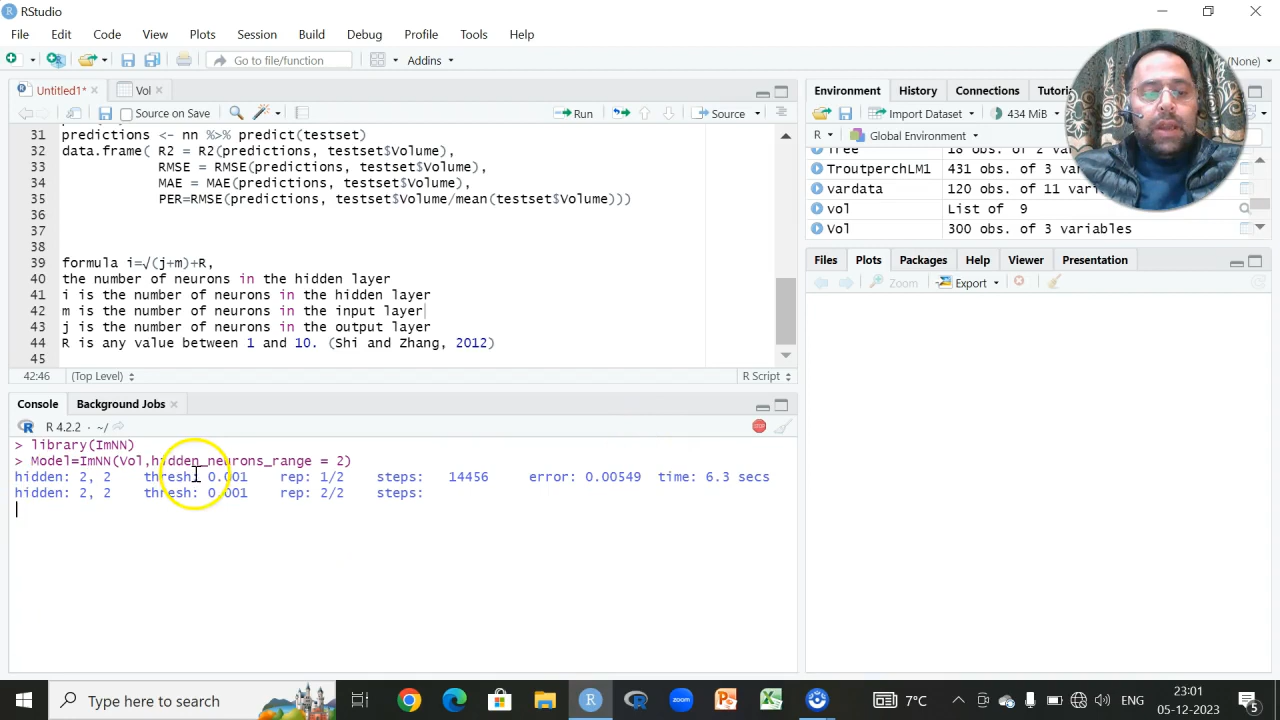 RStudio
File Edit Code View Plots Session Build Debug Profile Tools Help
Go to file/function Addins (None)
Untitled1* Vol
Source on Save Run Source
31 predictions <- nn %>% predict(testset)
32 data.frame( R2 = R2(predictions, testset$Volume),
33 RMSE = RMSE(predictions, testset$Volume),
34 MAE = MAE(predictions, testset$Volume),
35 PER=RMSE(predictions, testset$Volume/mean(testset$Volume)))
36
37
38
39 formula i=√(j+m)+R,
40 the number of neurons in the hidden layer
41 i is the number of neurons in the hidden layer
42 m is the number of neurons in the input layer
43 j is the number of neurons in the output layer
44 R is any value between 1 and 10. (Shi and Zhang, 2012)
45
42:46 (Top Level) R Script
Console Background Jobs
R 4.2.2 · ~/
> library(ImNN)
> Model=ImNN(Vol,hidden_neurons_range = 2)
hidden: 2, 2 thresh: 0.001 rep: 1/2 steps: 14456 error: 0.00549 time: 6.3 secs
hidden: 2, 2 thresh: 0.001 rep: 2/2 steps:
Environment History Connections Tutori
Import Dataset 434 MiB
R Global Environment
Tree 18 obs. of 2 vari
TroutperchLM1 431 obs. of 3 variables
vardata 120 obs. of 11 vari
vol List of 9
Vol 300 obs. of 3 variables
Files Plots Packages Help Viewer Presentation
Zoom Export
Type here to search
7°C ENG 23:01
05-12-2023 5